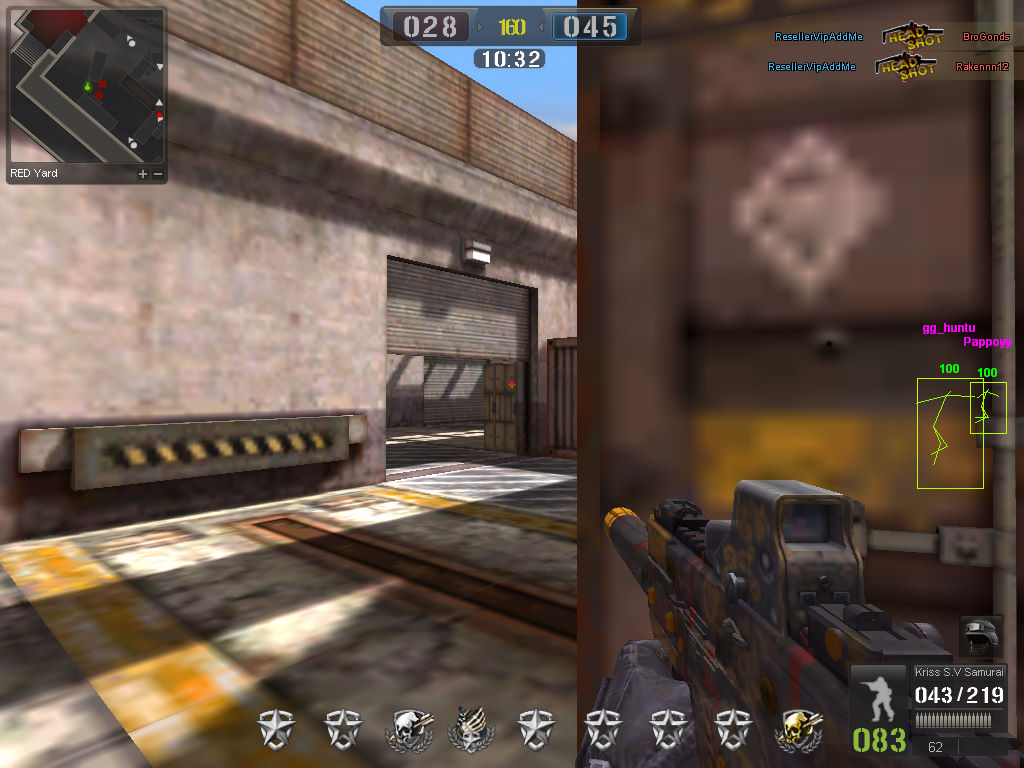 028 160 045
10:32
ResellerVipAddMe HEAD SHOT BroGonds
ResellerVipAddMe HEAD SHOT Rakennn12
RED Yard + −
gg_huntu
Pappoyy
100 100
Kriss S.V Samurai
043/219
083 62